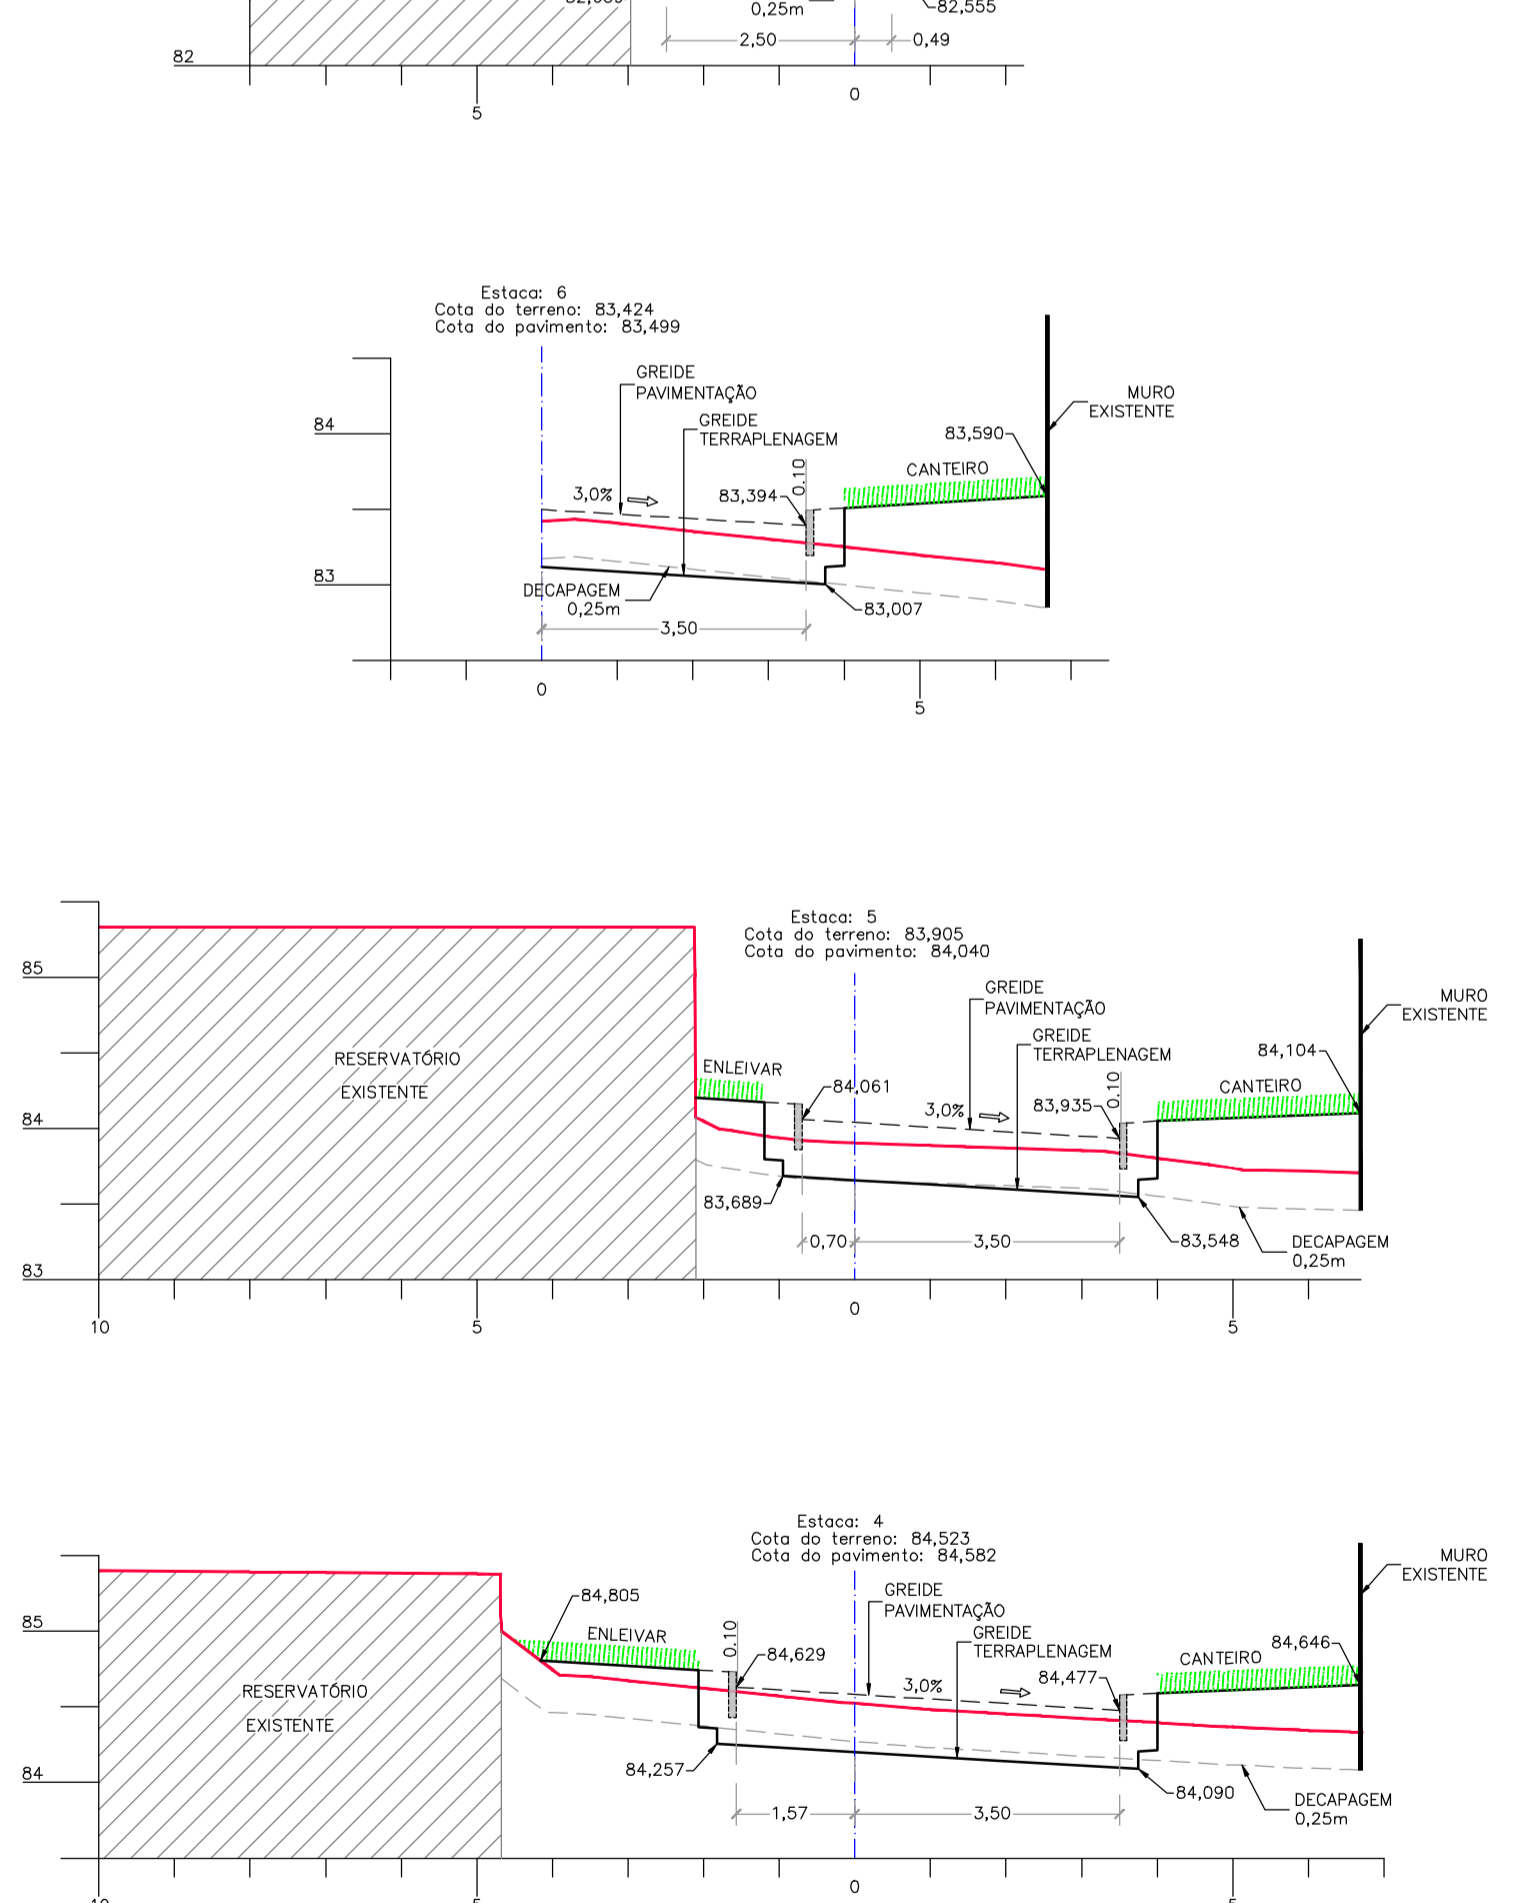 0,25m
82,555
2,50
0,49
82
0
5
Estaca: 6
Cota do terreno: 83,424
Cota do pavimento: 83,499
GREIDE
PAVIMENTAÇÃO
MURO
EXISTENTE
84
GREIDE
TERRAPLENAGEM
83,590
CANTEIRO
0.10
3,0%
83,394
83
DECAPAGEM
0,25m
83,007
3,50
0
5
Estaca: 5
Cota do terreno: 83,905
Cota do pavimento: 84,040
85
GREIDE
PAVIMENTAÇÃO
MURO
EXISTENTE
GREIDE
TERRAPLENAGEM
84,104
RESERVATÓRIO
EXISTENTE
ENLEIVAR
84,061
0.10
CANTEIRO
3,0%
83,935
84
83,689
0,70
3,50
83,548
DECAPAGEM
0,25m
83
10
5
0
5
Estaca: 4
Cota do terreno: 84,523
Cota do pavimento: 84,582
MURO
EXISTENTE
84,805
GREIDE
PAVIMENTAÇÃO
85
ENLEIVAR
0.10
GREIDE
TERRAPLENAGEM
84,646
84,629
CANTEIRO
84,477
3,0%
RESERVATÓRIO
EXISTENTE
84
84,257
84,090
DECAPAGEM
0,25m
1,57
3,50
0